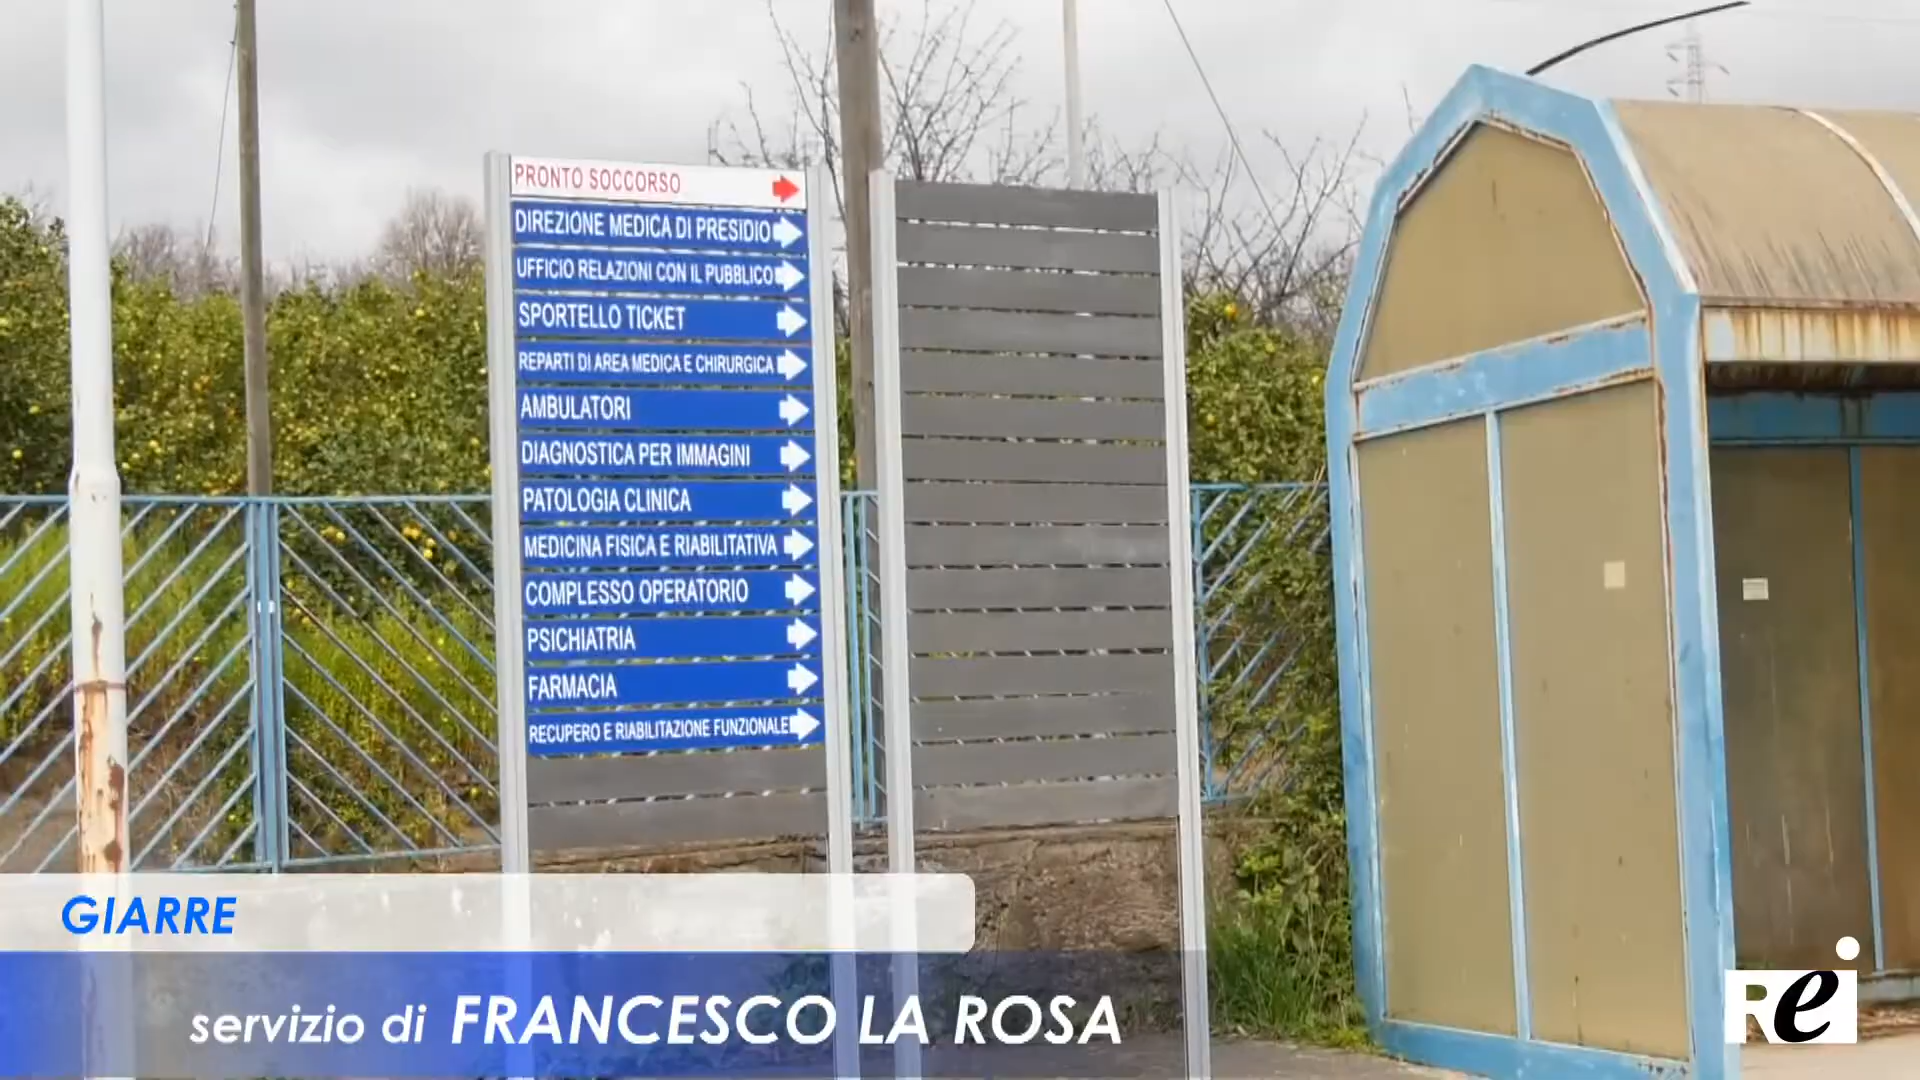 PRONTO SOCCORSO
DIREZIONE MEDICA DI PRESIDIO
UFFICIO RELAZIONI CON IL PUBBLICO
SPORTELLO TICKET
REPARTI DI AREA MEDICA E CHIRURGICA
AMBULATORI
DIAGNOSTICA PER IMMAGINI
PATOLOGIA CLINICA
MEDICINA FISICA E RIABILITATIVA
COMPLESSO OPERATORIO
PSICHIATRIA
FARMACIA
RECUPERO E RIABILITAZIONE FUNZIONALE
GIARRE
servizio di FRANCESCO LA ROSA
Rei